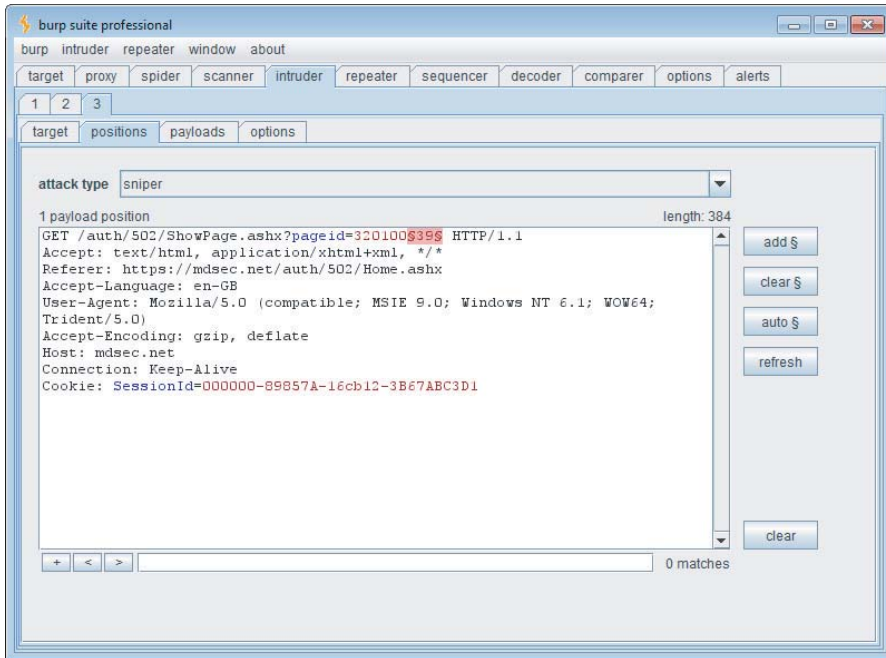 burp suite professional
burp intruder repeater window about
target proxy spider scanner intruder repeater sequencer decoder comparer options alerts
1 2 3
target positions payloads options
attack type sniper
1 payload position length: 384
GET /auth/502/ShowPage.ashx?pageid=320100§39§ HTTP/1.1
Accept: text/html, application/xhtml+xml, */*
Referer: https://mdsec.net/auth/502/Home.ashx
Accept-Language: en-GB
User-Agent: Mozilla/5.0 (compatible; MSIE 9.0; Windows NT 6.1; WOW64;
Trident/5.0)
Accept-Encoding: gzip, deflate
Host: mdsec.net
Connection: Keep-Alive
Cookie: SessionId=000000-89857A-16cb12-3B67ABC3D1
add §
clear §
auto §
refresh
clear
+ < > 0 matches